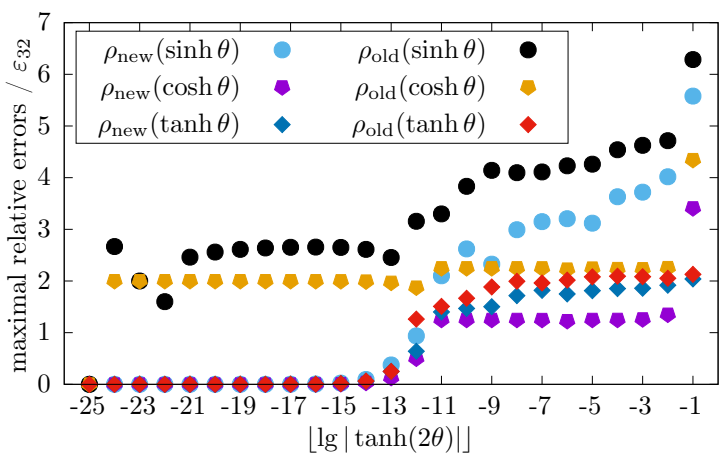 7
6
5
4
3
2
1
0
maximal relative errors / ε₃₂
ρnew(sinh θ)
ρnew(cosh θ)
ρnew(tanh θ)
ρold(sinh θ)
ρold(cosh θ)
ρold(tanh θ)
-25 -23 -21 -19 -17 -15 -13 -11 -9 -7 -5 -3 -1
⌊lg | tanh(2θ)|⌋